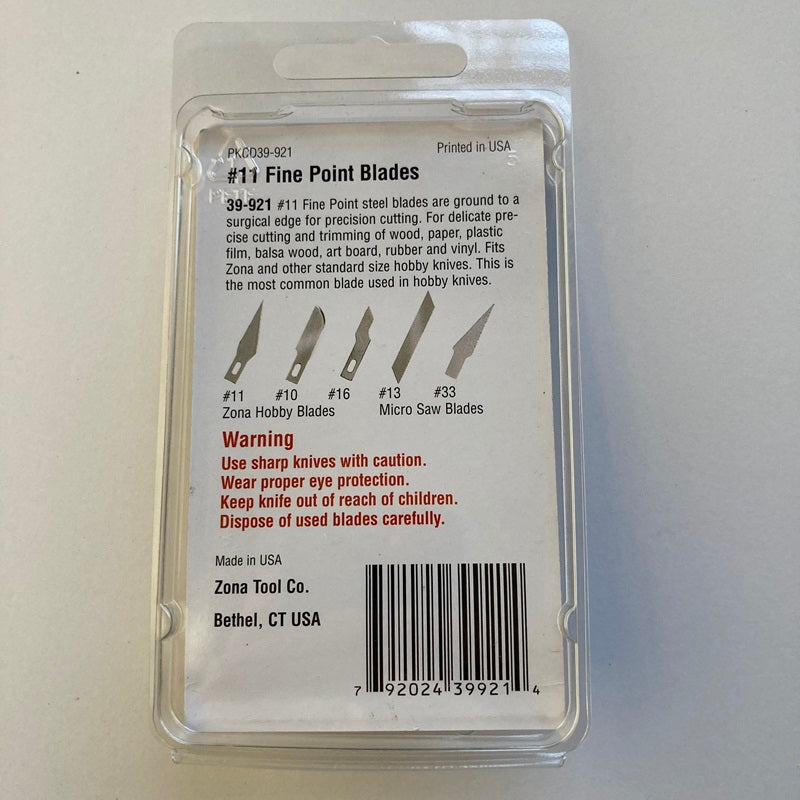 PKCD39-921
Printed in USA
#11 Fine Point Blades
39-921 #11 Fine Point steel blades are ground to a
surgical edge for precision cutting. For delicate pre-
cise cutting and trimming of wood, paper, plastic
film, balsa wood, art board, rubber and vinyl. Fits
Zona and other standard size hobby knives. This is
the most common blade used in hobby knives.
#11 #10 #16 #13 #33
Zona Hobby Blades Micro Saw Blades
Warning
Use sharp knives with caution.
Wear proper eye protection.
Keep knife out of reach of children.
Dispose of used blades carefully.
Made in USA
Zona Tool Co.
Bethel, CT USA
7 92024 39921 4